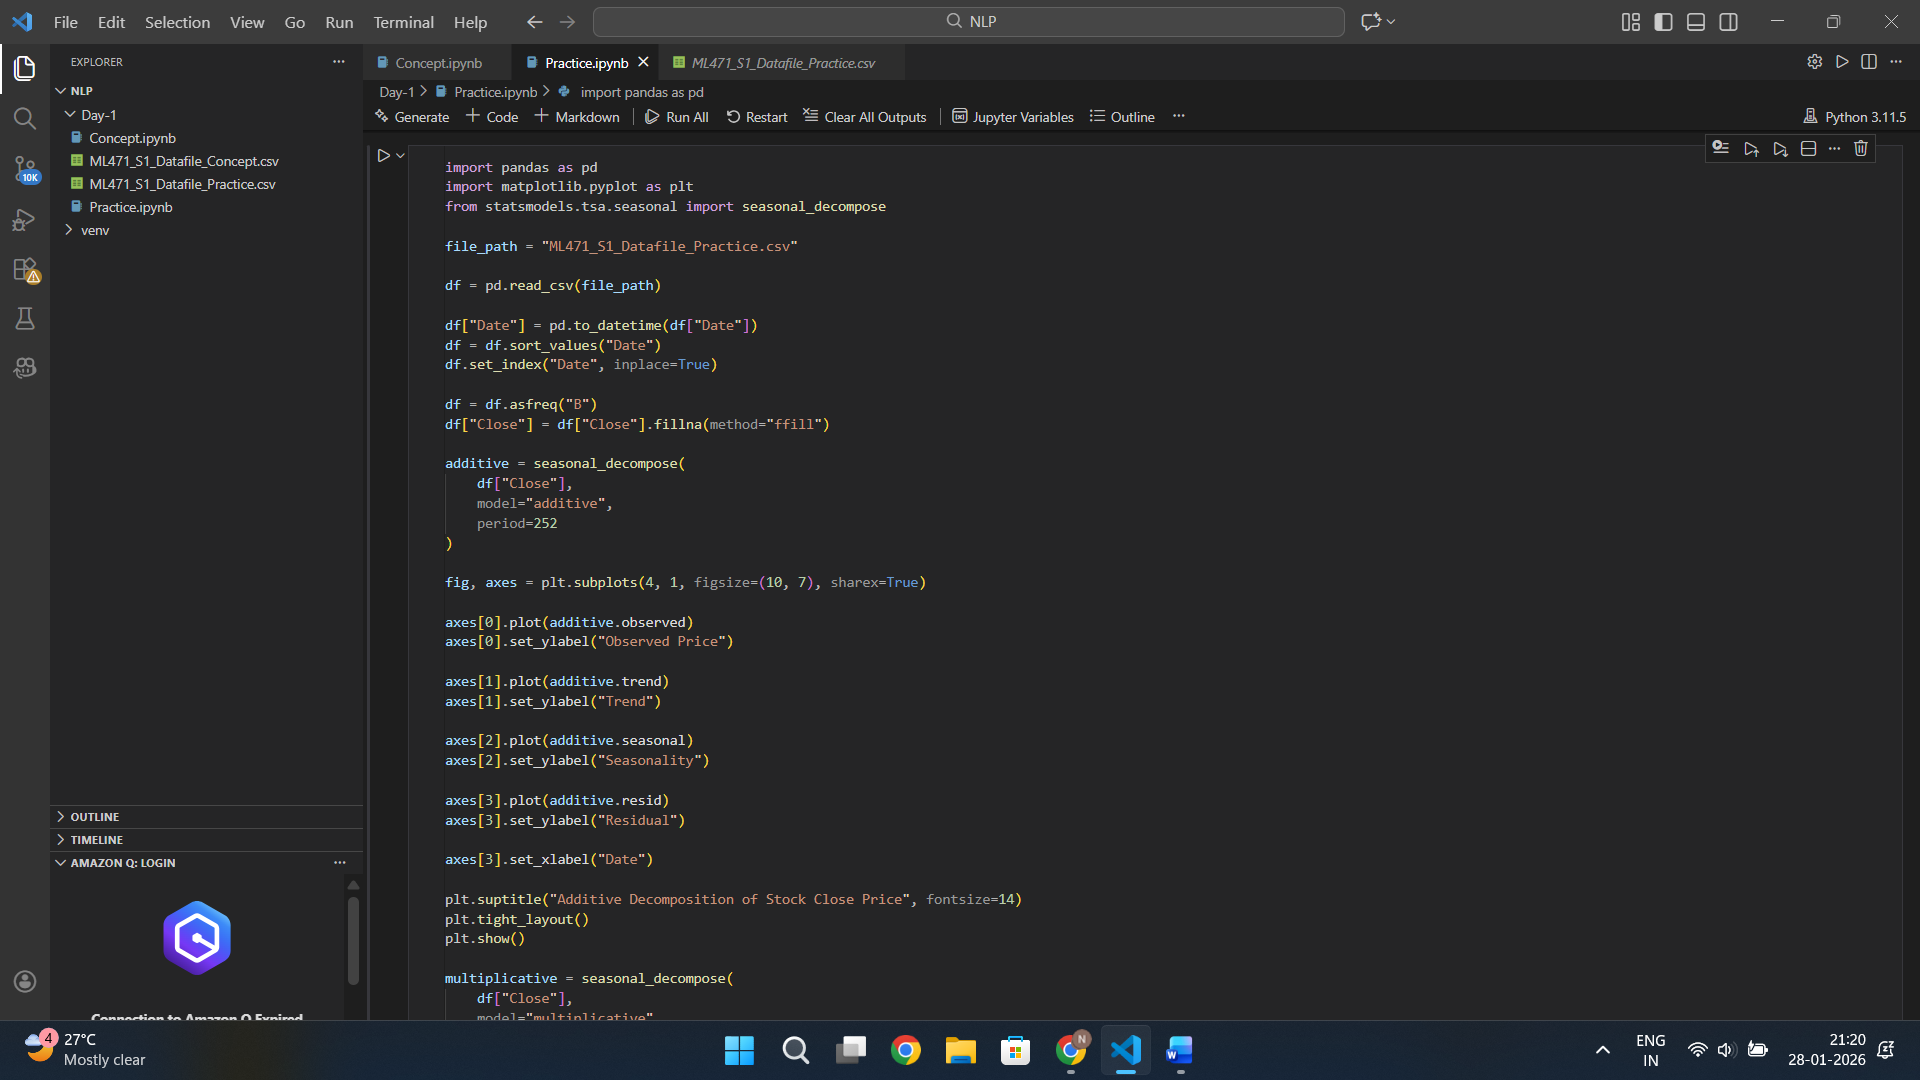 File Edit Selection View Go Run Terminal Help
NLP
EXPLORER
NLP
Day-1
Concept.ipynb
ML471_S1_Datafile_Concept.csv
ML471_S1_Datafile_Practice.csv
Practice.ipynb
venv
10K
OUTLINE
TIMELINE
AMAZON Q: LOGIN
Connection to Amazon Q Expired
Concept.ipynb
Practice.ipynb
ML471_S1_Datafile_Practice.csv
Day-1 > Practice.ipynb > import pandas as pd
Generate + Code + Markdown Run All Restart Clear All Outputs Jupyter Variables Outline ...
Python 3.11.5
import pandas as pd
import matplotlib.pyplot as plt
from statsmodels.tsa.seasonal import seasonal_decompose
file_path = "ML471_S1_Datafile_Practice.csv"
df = pd.read_csv(file_path)
df["Date"] = pd.to_datetime(df["Date"])
df = df.sort_values("Date")
df.set_index("Date", inplace=True)
df = df.asfreq("B")
df["Close"] = df["Close"].fillna(method="ffill")
additive = seasonal_decompose(
    df["Close"],
    model="additive",
    period=252
)
fig, axes = plt.subplots(4, 1, figsize=(10, 7), sharex=True)
axes[0].plot(additive.observed)
axes[0].set_ylabel("Observed Price")
axes[1].plot(additive.trend)
axes[1].set_ylabel("Trend")
axes[2].plot(additive.seasonal)
axes[2].set_ylabel("Seasonality")
axes[3].plot(additive.resid)
axes[3].set_ylabel("Residual")
axes[3].set_xlabel("Date")
plt.suptitle("Additive Decomposition of Stock Close Price", fontsize=14)
plt.tight_layout()
plt.show()
multiplicative = seasonal_decompose(
    df["Close"],
    model="multiplicative"
4
27°C
Mostly clear
N
W
ENG
IN
21:20
28-01-2026